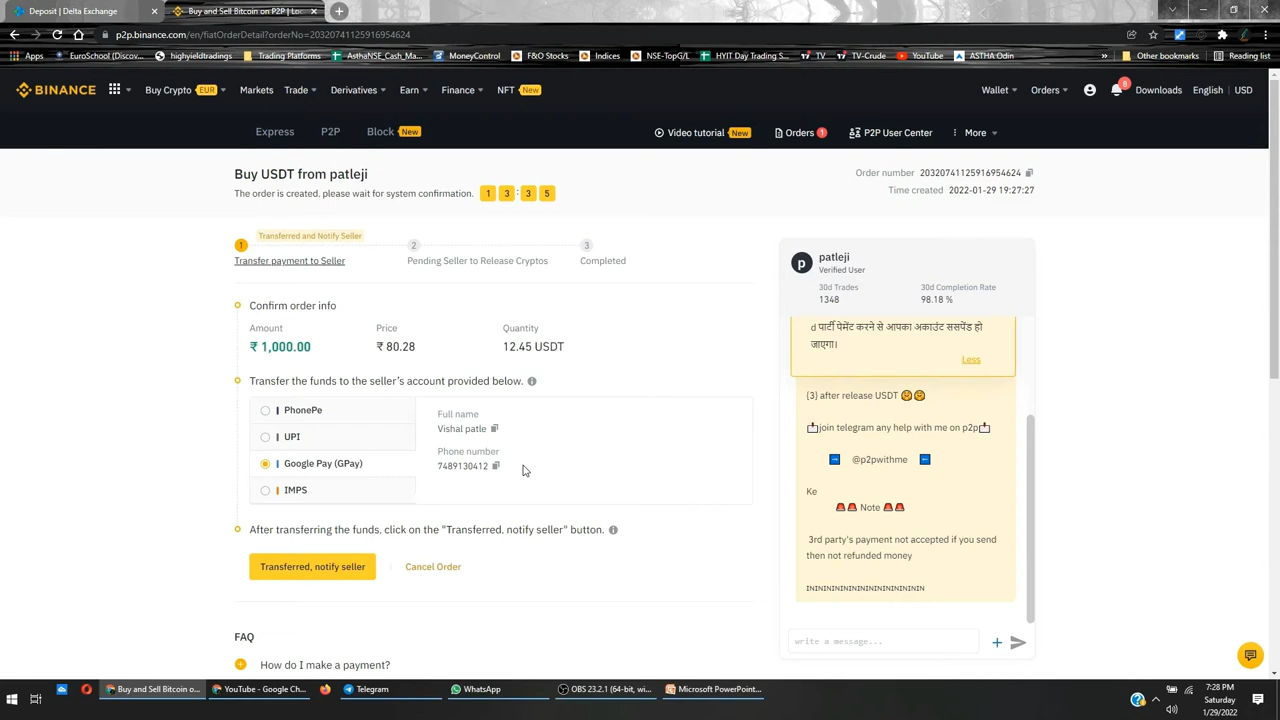 Deposit | Delta Exchange
Buy and Sell Bitcoin on P2P | Lo
p2p.binance.com/en/fiatOrderDetail?orderNo=20320741125916954624
Apps EuroSchool (Discov... highyieldtradings Trading Platforms AsthaNSE_Cash_Ma... MoneyControl F&O Stocks Indices NSE-TopG/L HYIT Day Trading S... TV TV-Crude YouTube ASTHA Odin » Other bookmarks Reading list
BINANCE Buy Crypto EUR Markets Trade Derivatives Earn Finance NFT New Wallet Orders 8 Downloads English USD
Express P2P Block New Video tutorial New Orders 1 P2P User Center More
Buy USDT from patleji
The order is created, please wait for system confirmation. 1 3 : 3 5
Order number 20320741125916954624
Time created 2022-01-29 19:27:27
Transferred and Notify Seller
1 2 3
Transfer payment to Seller Pending Seller to Release Cryptos Completed
Confirm order info
Amount Price Quantity
₹ 1,000.00 ₹ 80.28 12.45 USDT
Transfer the funds to the seller's account provided below.
PhonePe
UPI
Google Pay (GPay)
IMPS
Full name
Vishal patle
Phone number
7489130412
After transferring the funds, click on the "Transferred, notify seller" button.
Transferred, notify seller Cancel Order
FAQ
How do I make a payment?
p patleji
Verified User
30d Trades 30d Completion Rate
1348 98.18 %
d पार्टी पेमेंट करने से आपका अकाउंट ससपेंड हो
जाएगा।
Less
{3} after release USDT
join telegram any help with me on p2p
@p2pwithme
Ke
Note
3rd party's payment not accepted if you send
then not refunded money
write a message...
Buy and Sell Bitcoin o... YouTube - Google Ch... Telegram WhatsApp OBS 23.2.1 (64-bit, wi... Microsoft PowerPoint...
7:28 PM
Saturday
1/29/2022